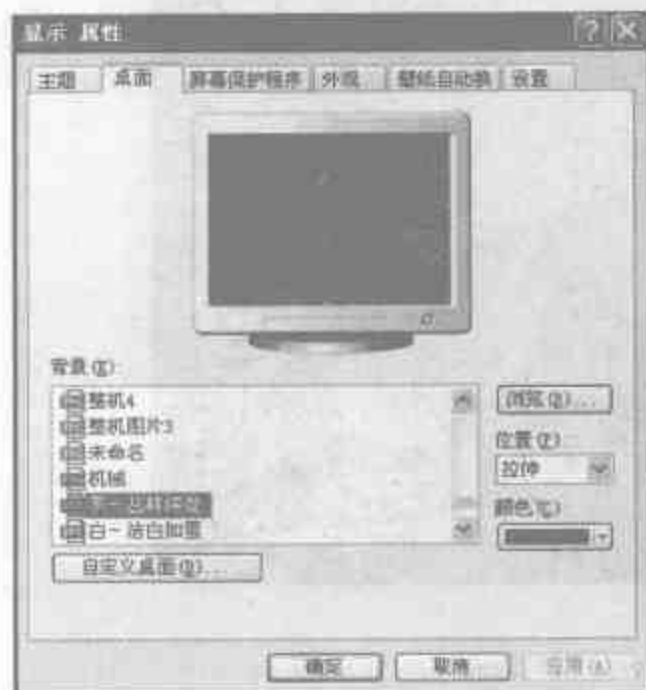 显示 属性
主题 桌面 屏幕保护程序 外观 壁纸自动换 设置
背景(K)
整机4
整机图片3
未命名
机械
白~洁白如雪
浏览(B)...
位置(P)
拉伸
颜色(C)
自定义桌面(D)...
确定 取消 应用(A)